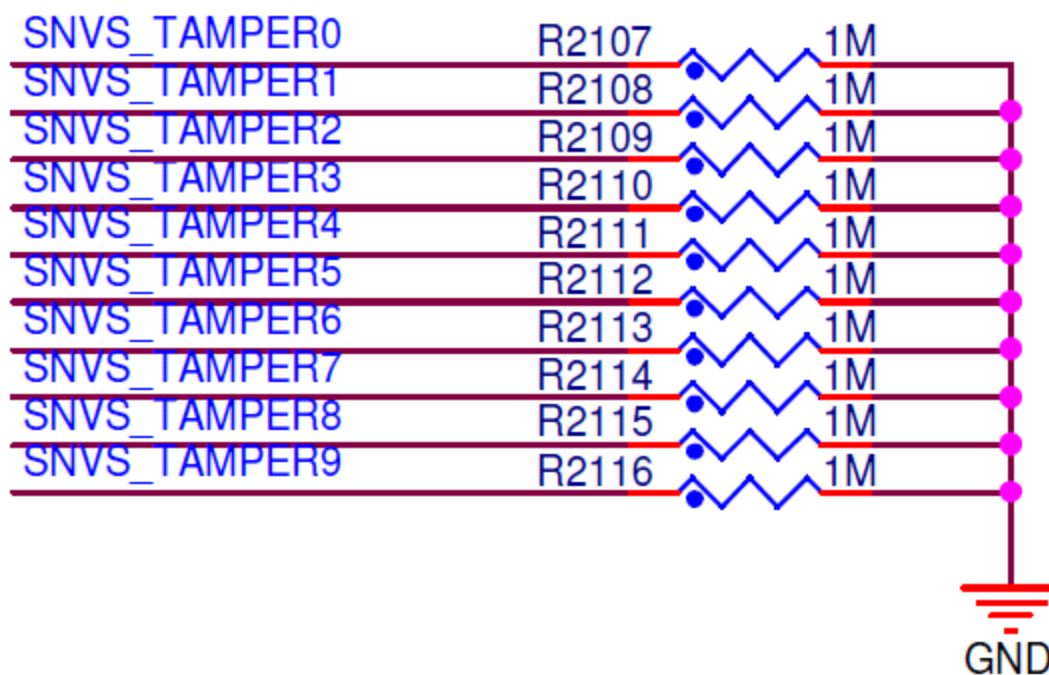 SNVS_TAMPER0 R2107 1M
SNVS_TAMPER1 R2108 1M
SNVS_TAMPER2 R2109 1M
SNVS_TAMPER3 R2110 1M
SNVS_TAMPER4 R2111 1M
SNVS_TAMPER5 R2112 1M
SNVS_TAMPER6 R2113 1M
SNVS_TAMPER7 R2114 1M
SNVS_TAMPER8 R2115 1M
SNVS_TAMPER9 R2116 1M
GND